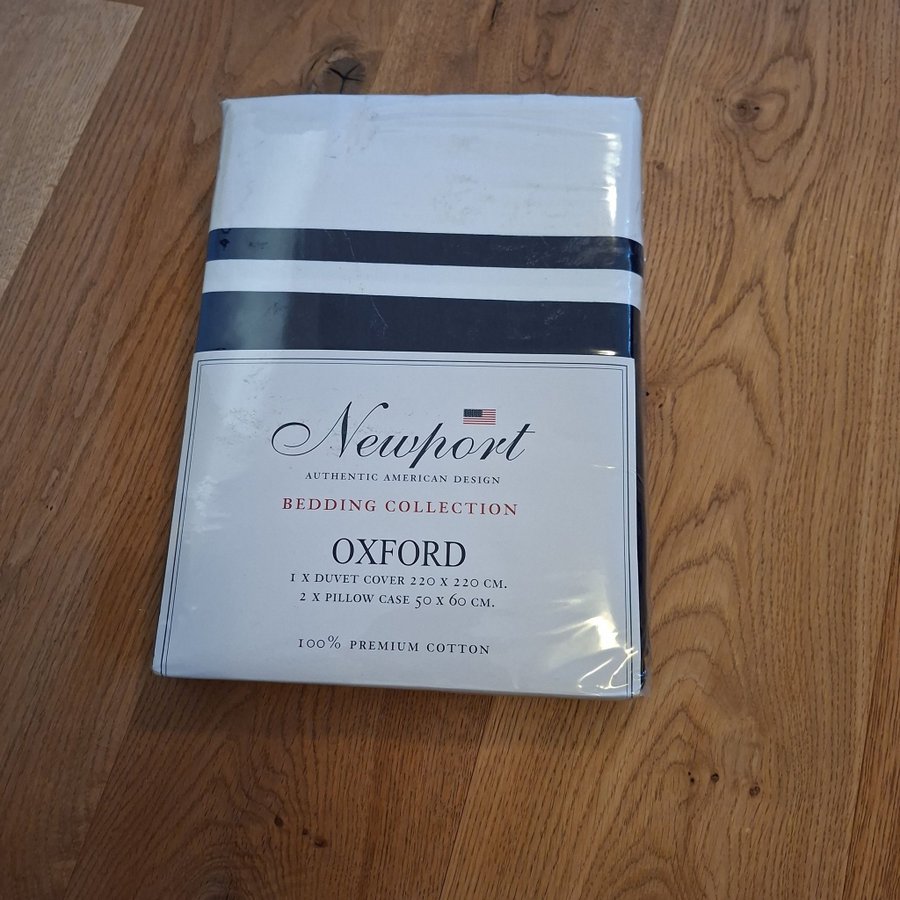 Newport
AUTHENTIC AMERICAN DESIGN
BEDDING COLLECTION
OXFORD
1 X DUVET COVER 220 X 220 CM.
2 X PILLOW CASE 50 X 60 CM.
100% PREMIUM COTTON